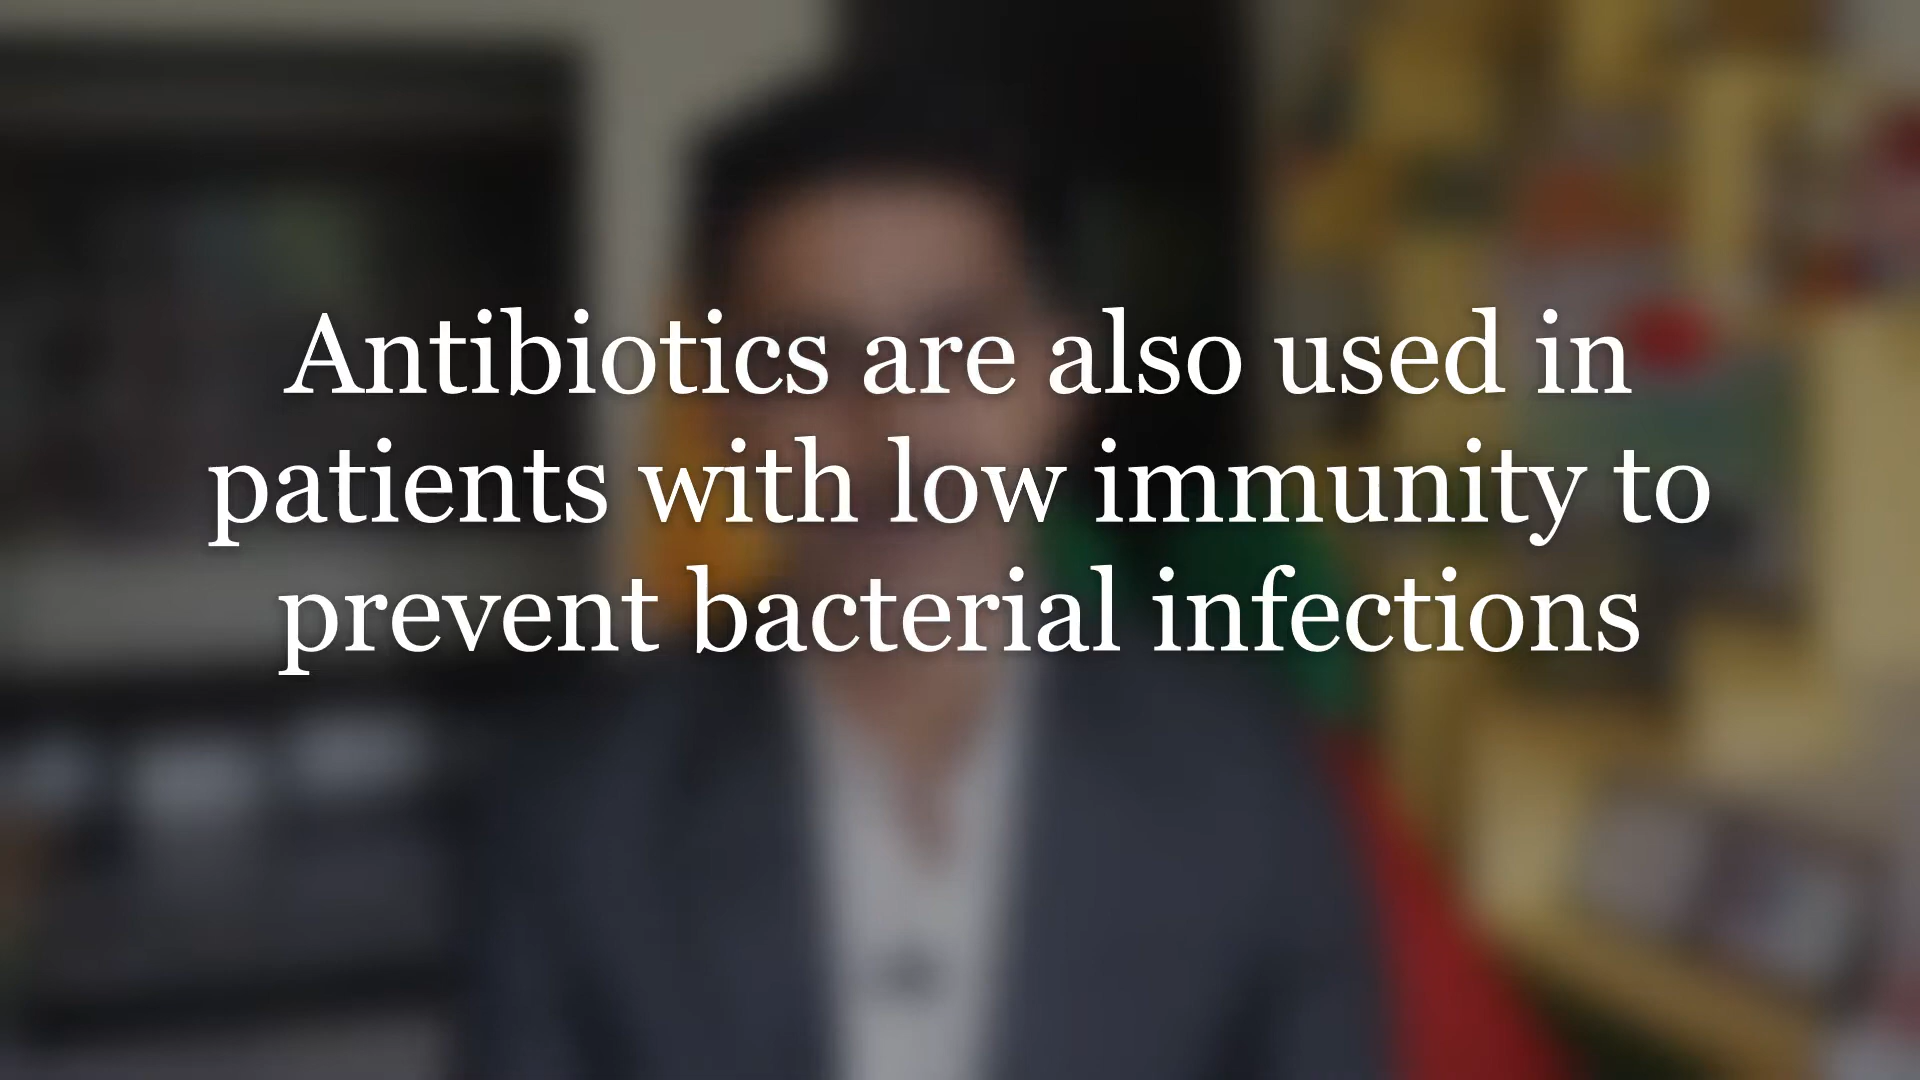 Antibiotics are also used in
patients with low immunity to
prevent bacterial infections